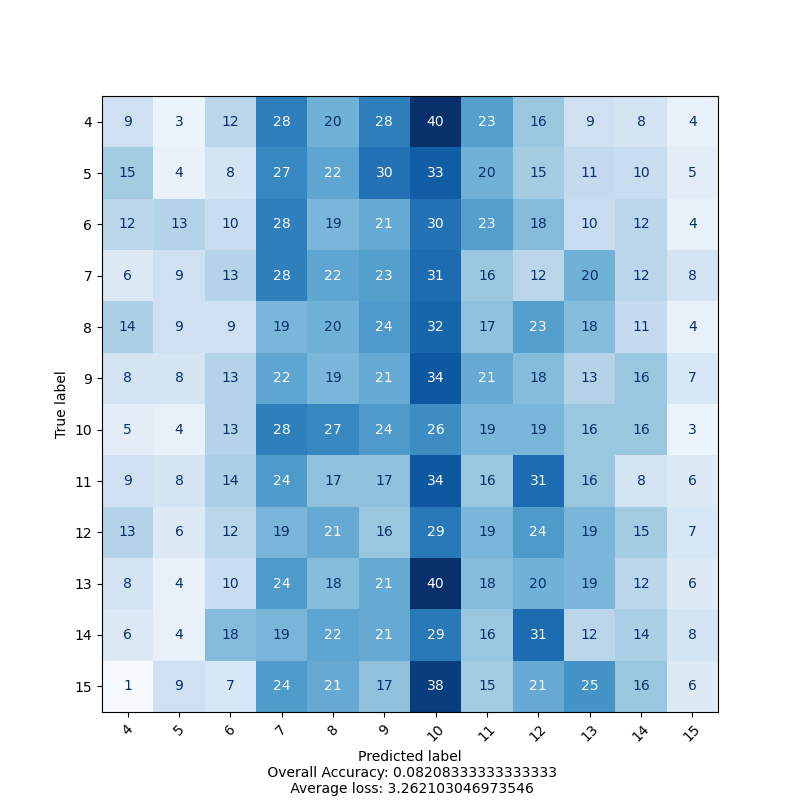 4 9 3 12 28 20 28 40 23 16 9 8 4
5 15 4 8 27 22 30 33 20 15 11 10 5
6 12 13 10 28 19 21 30 23 18 10 12 4
7 6 9 13 28 22 23 31 16 12 20 12 8
8 14 9 9 19 20 24 32 17 23 18 11 4
9 8 8 13 22 19 21 34 21 18 13 16 7
True label
10 5 4 13 28 27 24 26 19 19 16 16 3
11 9 8 14 24 17 17 34 16 31 16 8 6
12 13 6 12 19 21 16 29 19 24 19 15 7
13 8 4 10 24 18 21 40 18 20 19 12 6
14 6 4 18 19 22 21 29 16 31 12 14 8
15 1 9 7 24 21 17 38 15 21 25 16 6
4 5 6 7 8 9 10 11 12 13 14 15
Predicted label
Overall Accuracy: 0.08208333333333333
Average loss: 3.262103046973546